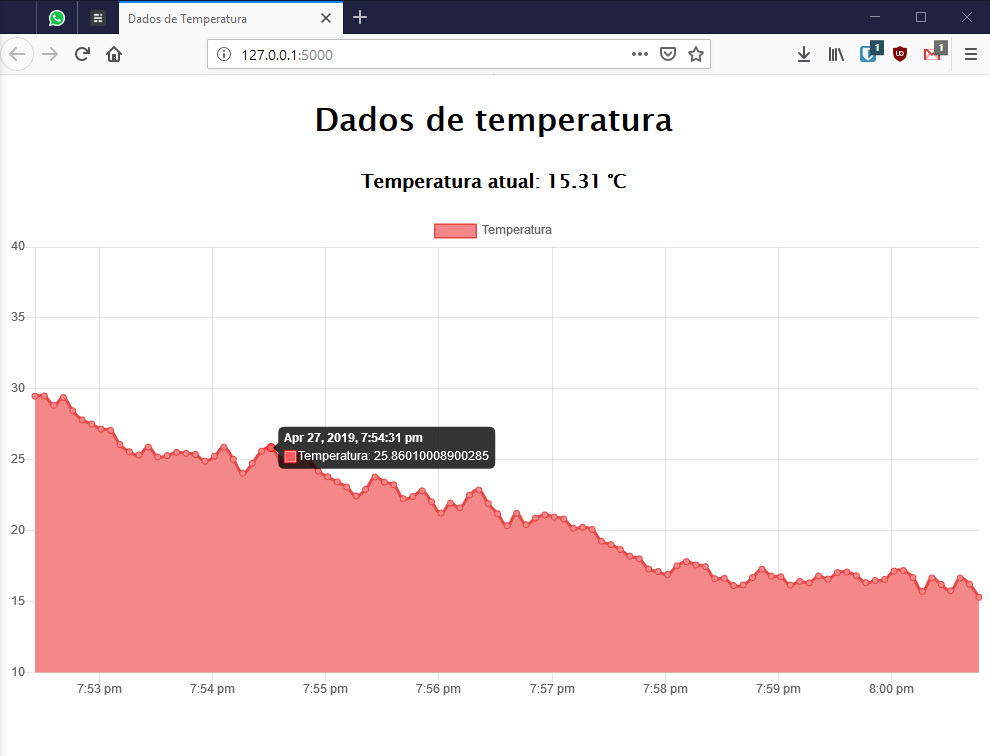 Dados de Temperatura
127.0.0.1:5000
1
UD
1
Dados de temperatura
Temperatura atual: 15.31 °C
Temperatura
40
35
30
25
20
15
10
Apr 27, 2019, 7:54:31 pm
Temperatura: 25.86010008900285
7:53 pm 7:54 pm 7:55 pm 7:56 pm 7:57 pm 7:58 pm 7:59 pm 8:00 pm